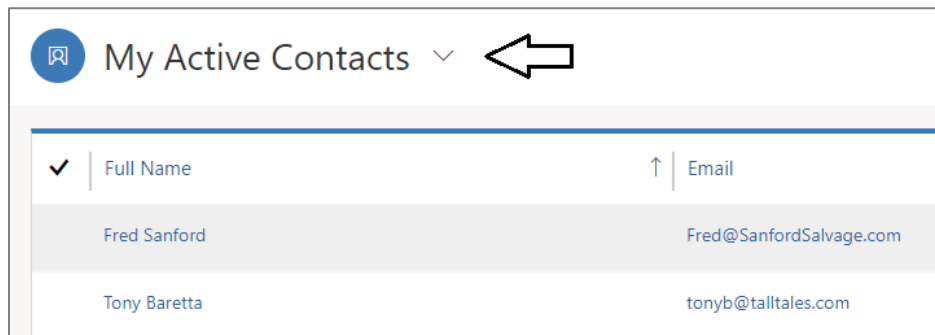 My Active Contacts
Full Name Email
Fred Sanford Fred@SanfordSalvage.com
Tony Baretta tonyb@talltales.com